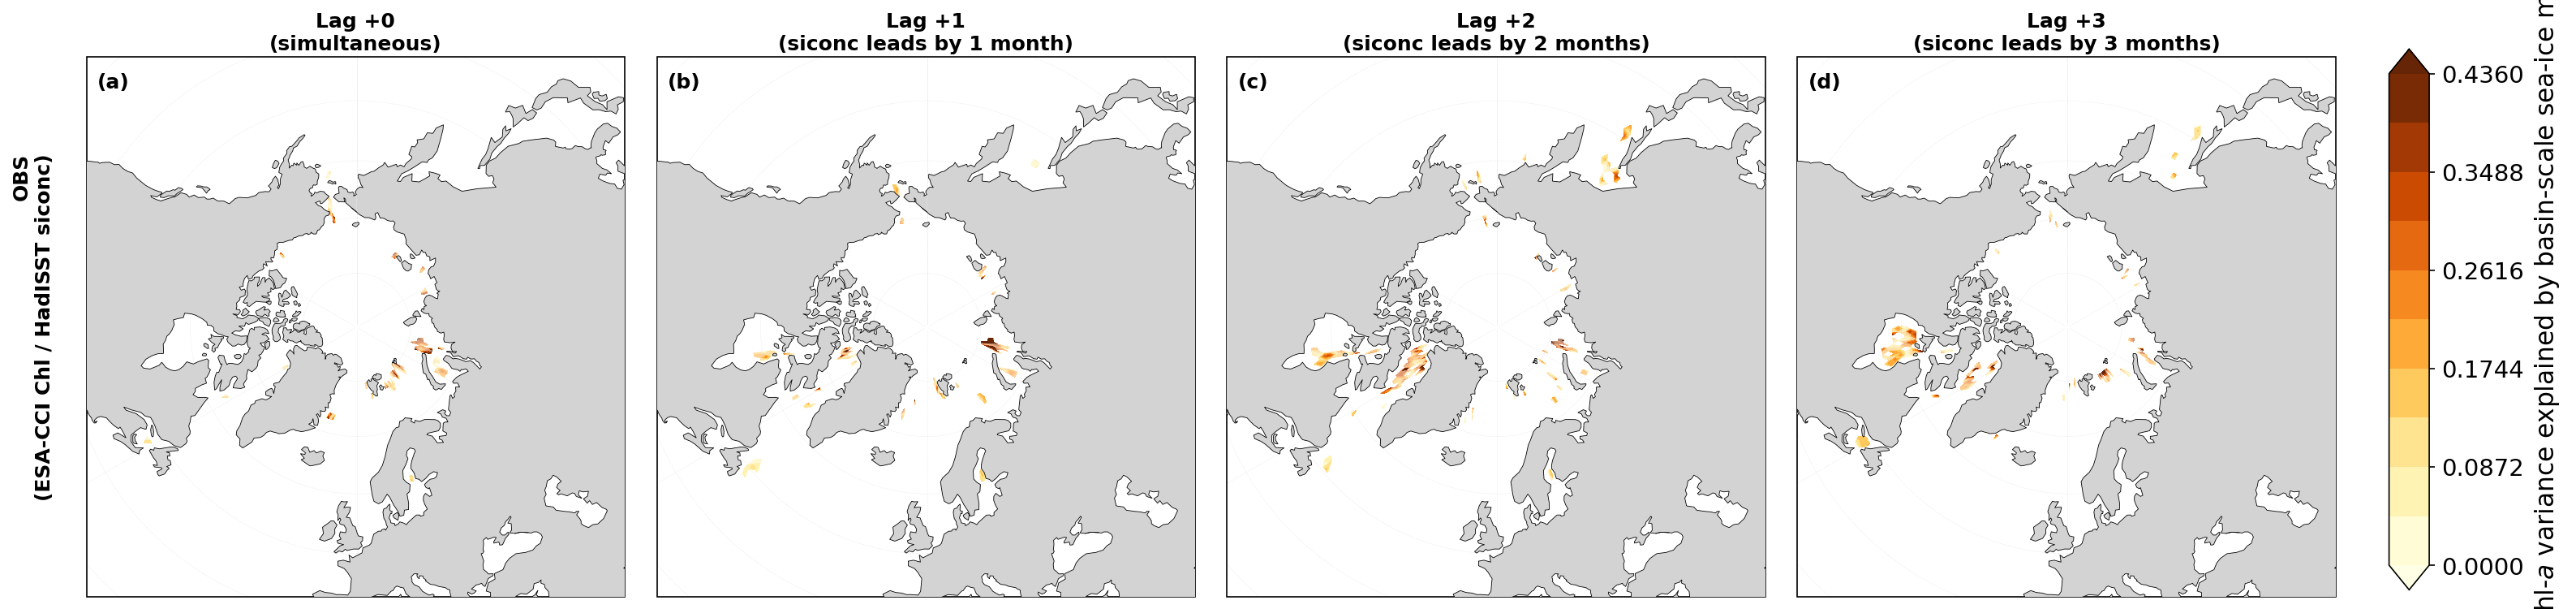 Lag +0
(simultaneous)
Lag +1
(siconc leads by 1 month)
Lag +2
(siconc leads by 2 months)
Lag +3
(siconc leads by 3 months)
OBS
(ESA-CCI Chl / HadISST siconc)
(a)
(b)
(c)
(d)
0.4360
0.3488
0.2616
0.1744
0.0872
0.0000
hl-a variance explained by basin-scale sea-ice m